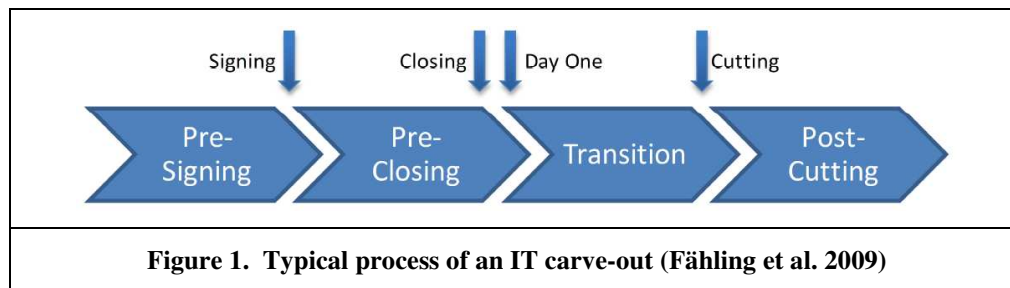 Signing
Closing
Day One
Cutting
Pre-
Signing
Pre-
Closing
Transition
Post-
Cutting
Figure 1. Typical process of an IT carve-out (Fähling et al. 2009)